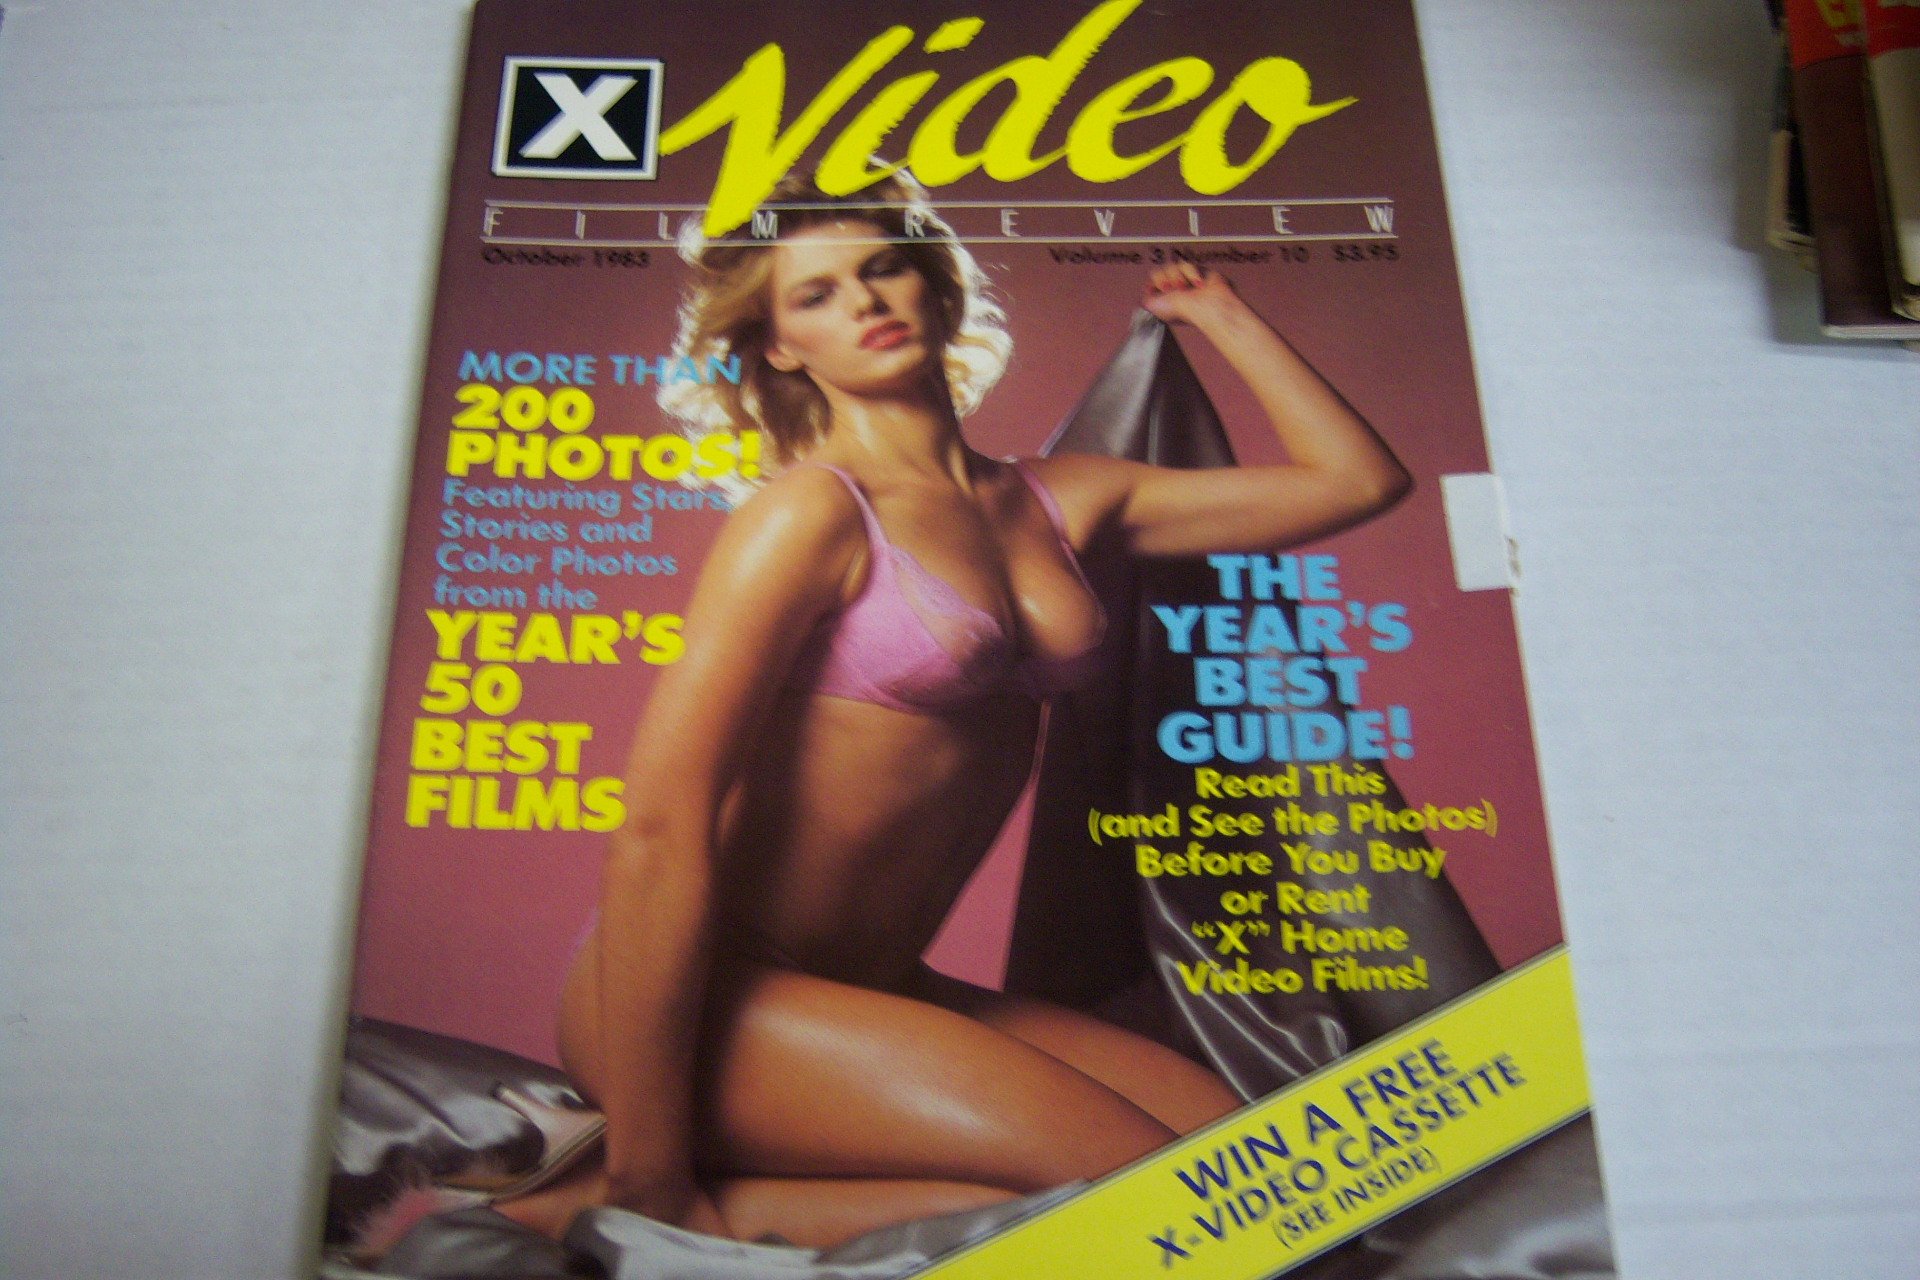 X Video
FILM REVIEW
October 1983 Volume 3 Number 10 $3.95
MORE THAN
200
PHOTOS!
Featuring Stars,
Stories and
Color Photos
from the
YEAR'S
50
BEST
FILMS
THE
YEAR'S
BEST
GUIDE!
Read This
(and See the Photos)
Before You Buy
or Rent
"X" Home
Video Films!
WIN A FREE
X-VIDEO CASSETTE
(SEE INSIDE)